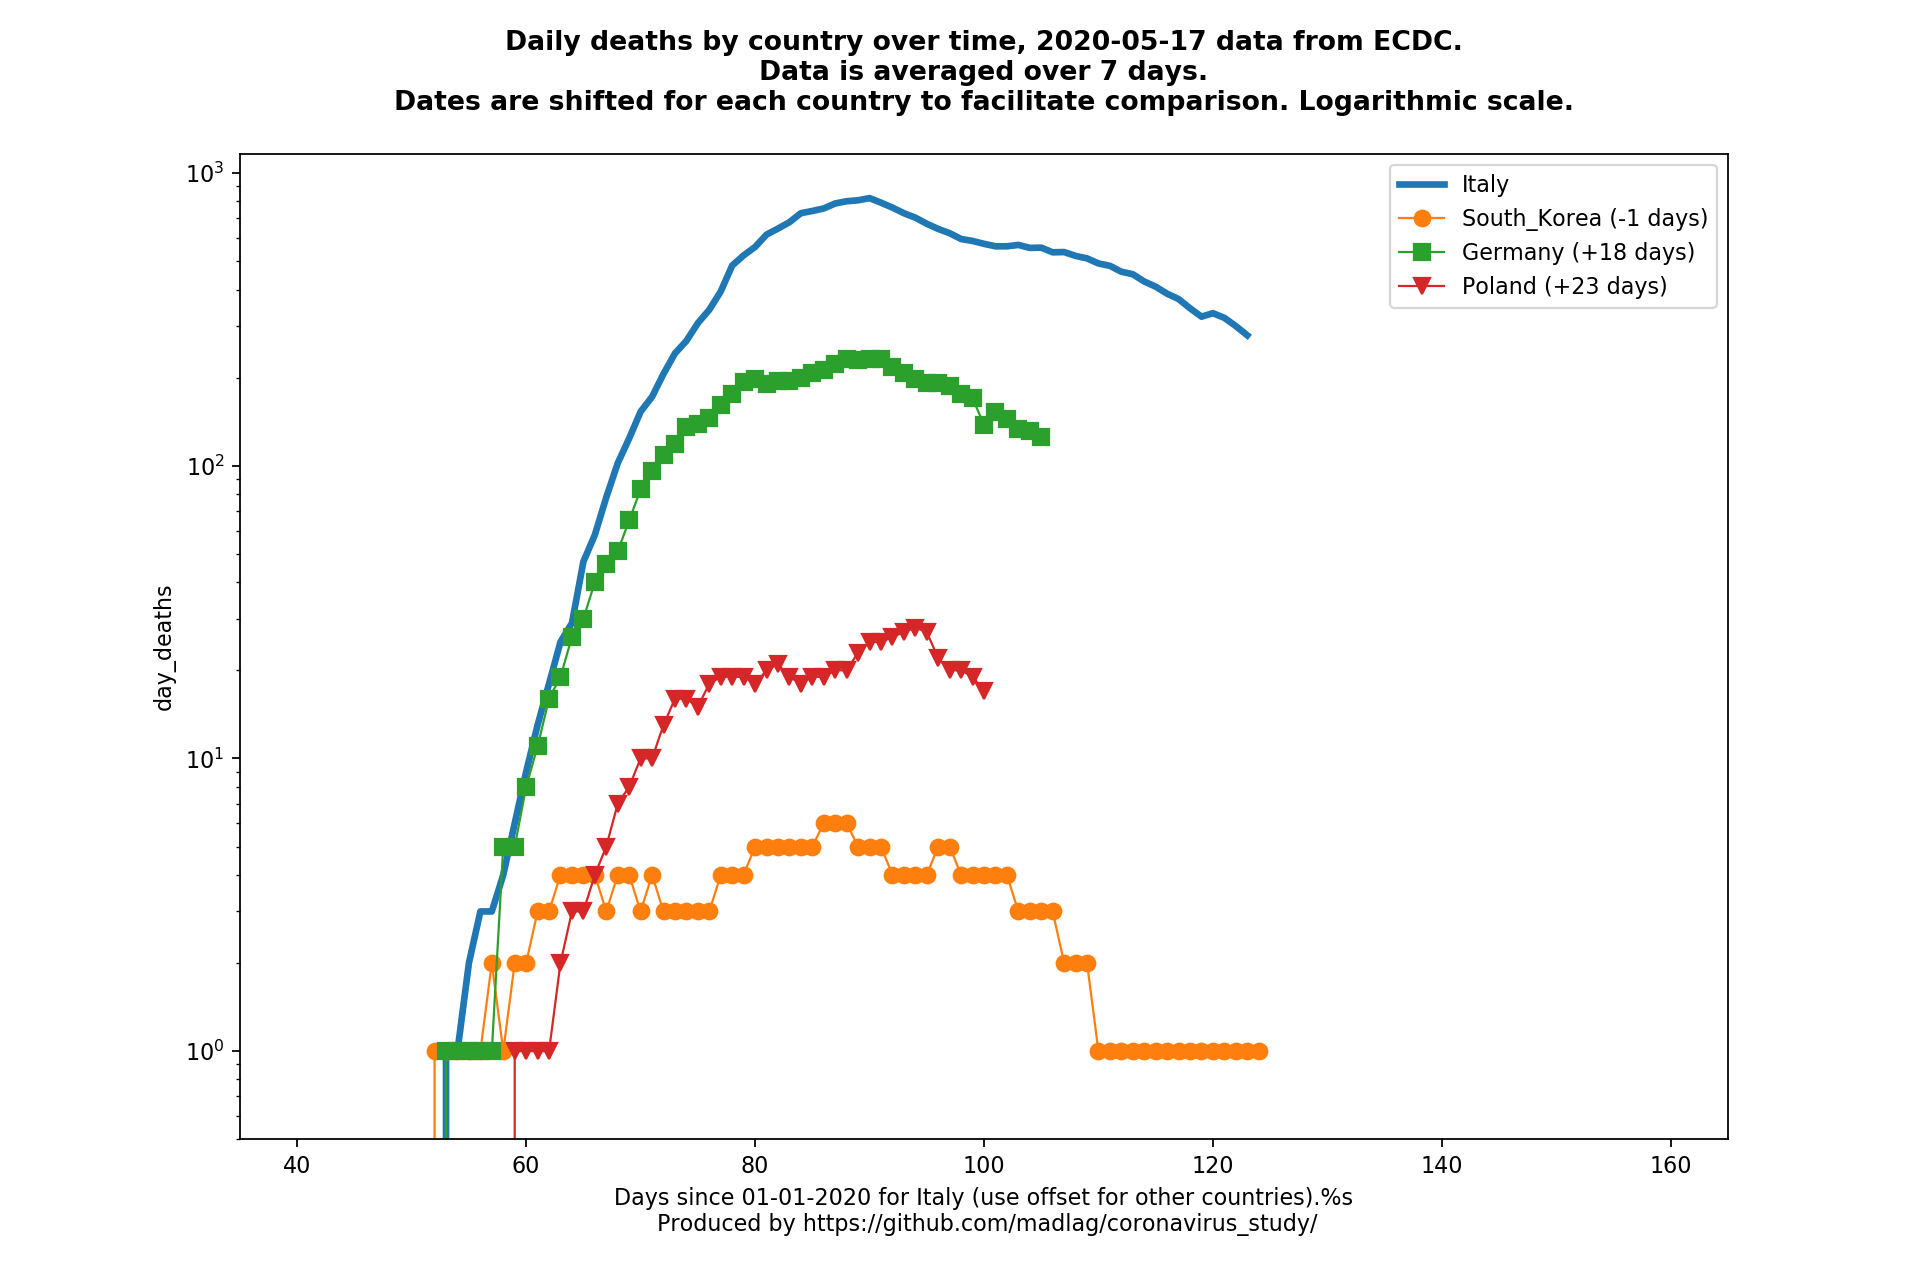 Daily deaths by country over time, 2020-05-17 data from ECDC.
Data is averaged over 7 days.
Dates are shifted for each country to facilitate comparison. Logarithmic scale.
10³
10²
10¹
10⁰
day_deaths
Italy
South_Korea (-1 days)
Germany (+18 days)
Poland (+23 days)
40 60 80 100 120 140 160
Days since 01-01-2020 for Italy (use offset for other countries).%s
Produced by https://github.com/madlag/coronavirus_study/